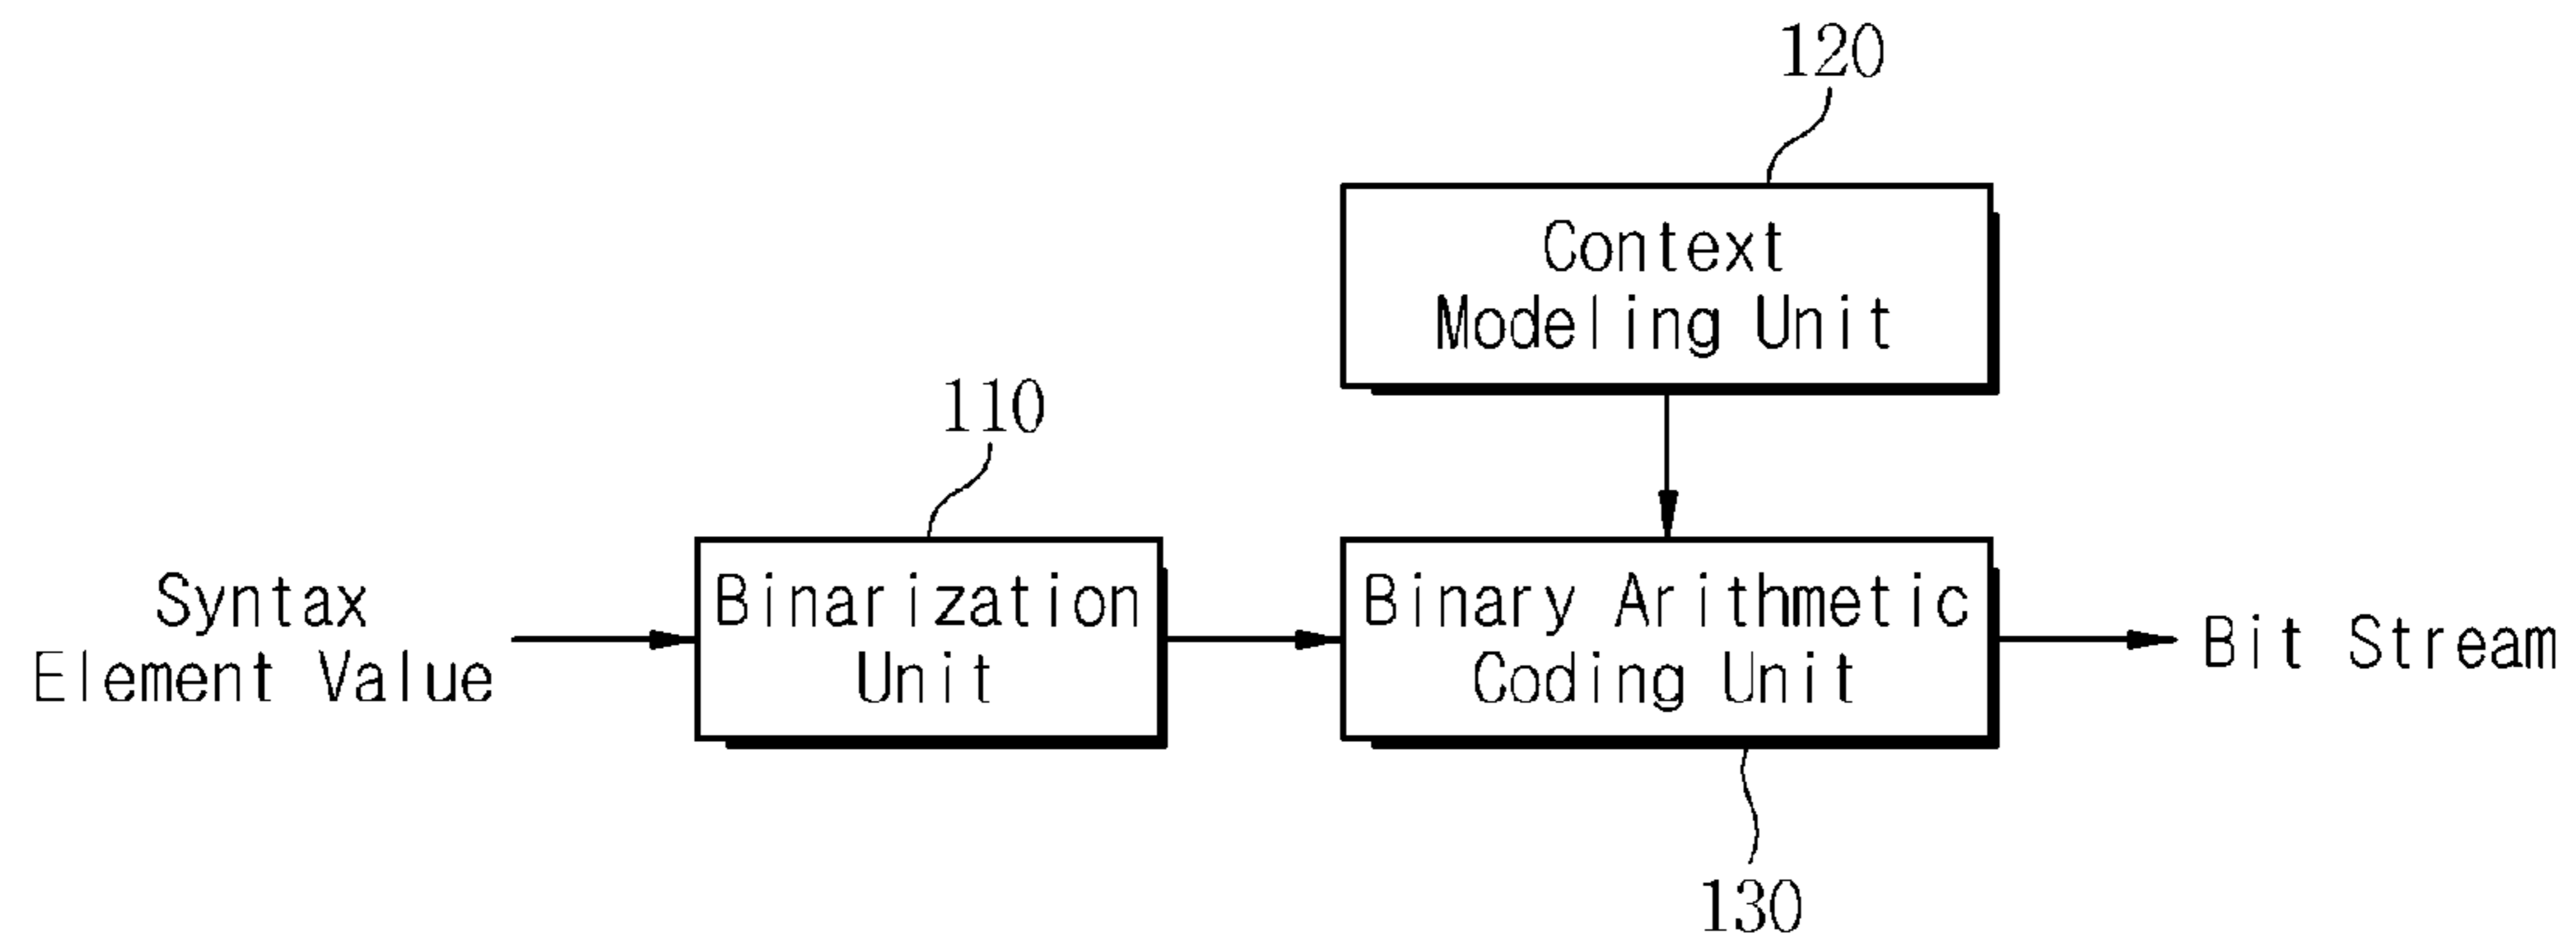 120
Context
Modeling Unit
110
Syntax
Element Value
Binarization
Unit
Binary Arithmetic
Coding Unit
Bit Stream
130